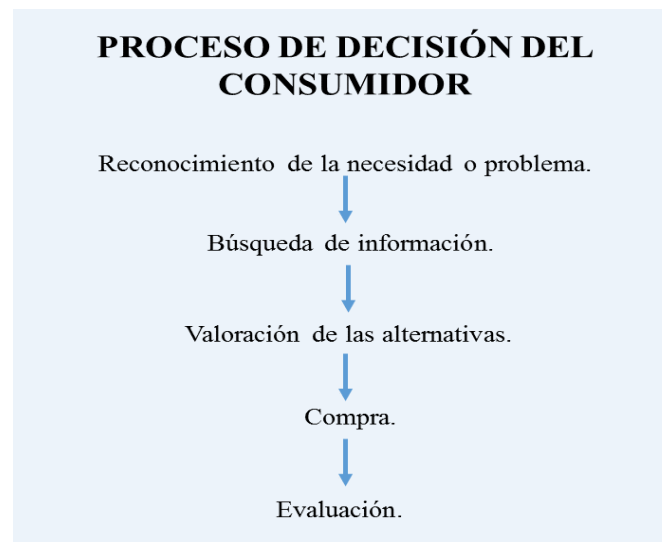 PROCESO DE DECISIÓN DEL
CONSUMIDOR
Reconocimiento de la necesidad o problema.
Búsqueda de información.
Valoración de las alternativas.
Compra.
Evaluación.